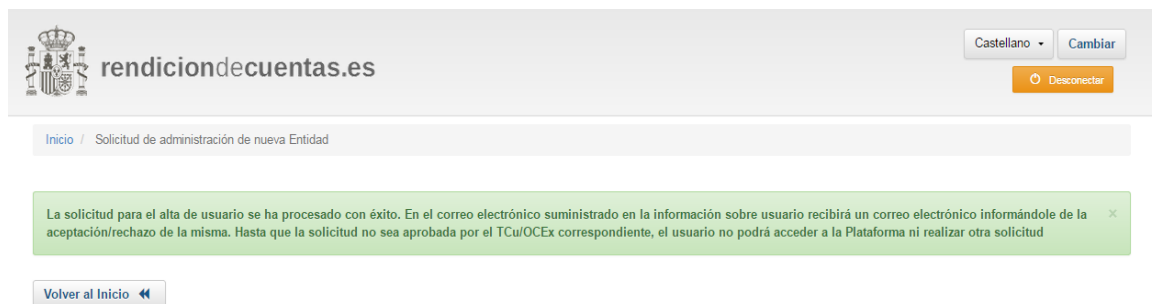 Castellano Cambiar
rendiciondecuentas.es
Desconectar
Inicio / Solicitud de administración de nueva Entidad
La solicitud para el alta de usuario se ha procesado con éxito. En el correo electrónico suministrado en la información sobre usuario recibirá un correo electrónico informándole de la ×
aceptación/rechazo de la misma. Hasta que la solicitud no sea aprobada por el TCu/OCEx correspondiente, el usuario no podrá acceder a la Plataforma ni realizar otra solicitud
Volver al Inicio